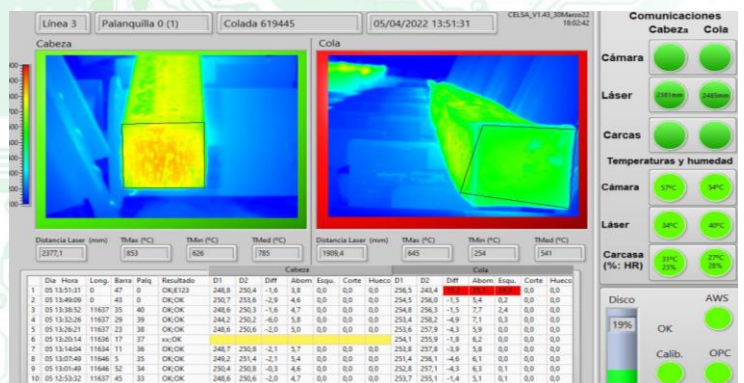 Línea 3 Palanquilla 0 (1) Colada 619445 05/04/2022 13:51:31 CELSA_V1.43_30Marzo22
18:02:42
Cabeza Cola
Distancia Laser (mm) TMax (ºC) TMin (ºC) TMed (ºC) Distancia Laser (mm) TMax (ºC) TMin (ºC) TMed (ºC)
2377,1 853 626 785 1909,4 645 254 541
Cabeza Cola
Dia Hora Long. Barra Palq Resultado D1 D2 Diff Abom Esqu. Corte Hueco D1 D2 Diff Abom Esqu. Corte Hueco
1 05 13:51:31 0 47 0 OK;E123 248,8 250,4 -1,6 3,8 0,0 0,0 0,0 256,5 243,4 0,0 0,0
2 05 13:49:09 0 43 0 OK;OK 250,7 253,6 -2,9 4,6 0,0 0,0 0,0 254,5 256,0 -1,5 5,4 0,2 0,0 0,0
3 05 13:38:52 11637 35 40 OK;OK 248,6 250,3 -1,6 4,7 0,0 0,0 0,0 254,8 256,3 -1,5 7,7 2,4 0,0 0,0
4 05 13:32:26 11637 29 39 OK;OK 244,2 250,2 -6,0 5,8 0,0 0,0 0,0 253,4 258,2 -4,9 7,1 0,3 0,0 0,0
5 05 13:26:21 11637 23 38 OK;OK 248,6 250,6 -2,0 5,0 0,0 0,0 0,0 253,6 257,9 -4,3 5,9 0,0 0,0 0,0
6 05 13:20:14 11636 17 37 xx;OK 254,1 255,9 -1,8 6,2 0,0 0,0 0,0
7 05 13:14:04 11634 11 36 OK;OK 248,7 250,8 -2,1 5,7 0,0 0,0 0,0 253,8 257,8 -3,9 5,8 0,0 0,0 0,0
8 05 13:07:49 11646 5 35 OK;OK 249,2 251,4 -2,1 5,4 0,0 0,0 0,0 251,4 256,1 -4,6 6,1 0,0 0,0 0,0
9 05 13:01:49 11646 52 34 OK;OK 250,4 250,8 -0,3 4,6 0,0 0,0 0,0 252,8 257,1 -4,3 6,3 0,1 0,0 0,0
10 05 12:53:32 11637 45 33 OK;OK 248,6 250,6 -2,0 4,7 0,0 0,0 0,0 253,7 255,1 -1,4 5,1 0,1 0,0 0,0
Comunicaciones
Cabeza Cola
Cámara
Láser 2381mm 2485mm
Carcas
Temperaturas y humedad
Cámara 57ºC 54ºC
Láser 34ºC 40ºC
Carcasa 31ºC 27ºC
(%: HR) 23% 28%
Disco AWS
19% OK
Calib. OPC